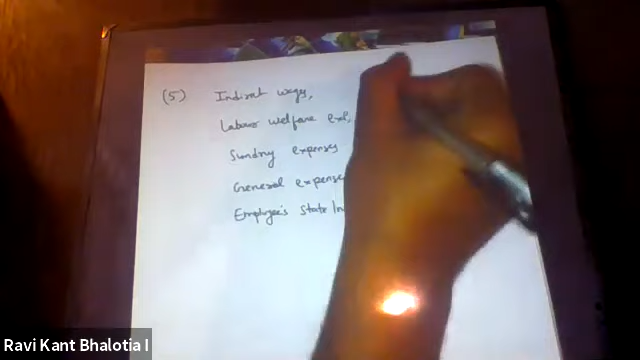 (5) Indirect wages,
Labour welfare exp,
Sundry expenses
General expenses
Employee's State In
Ravi Kant Bhalotia I